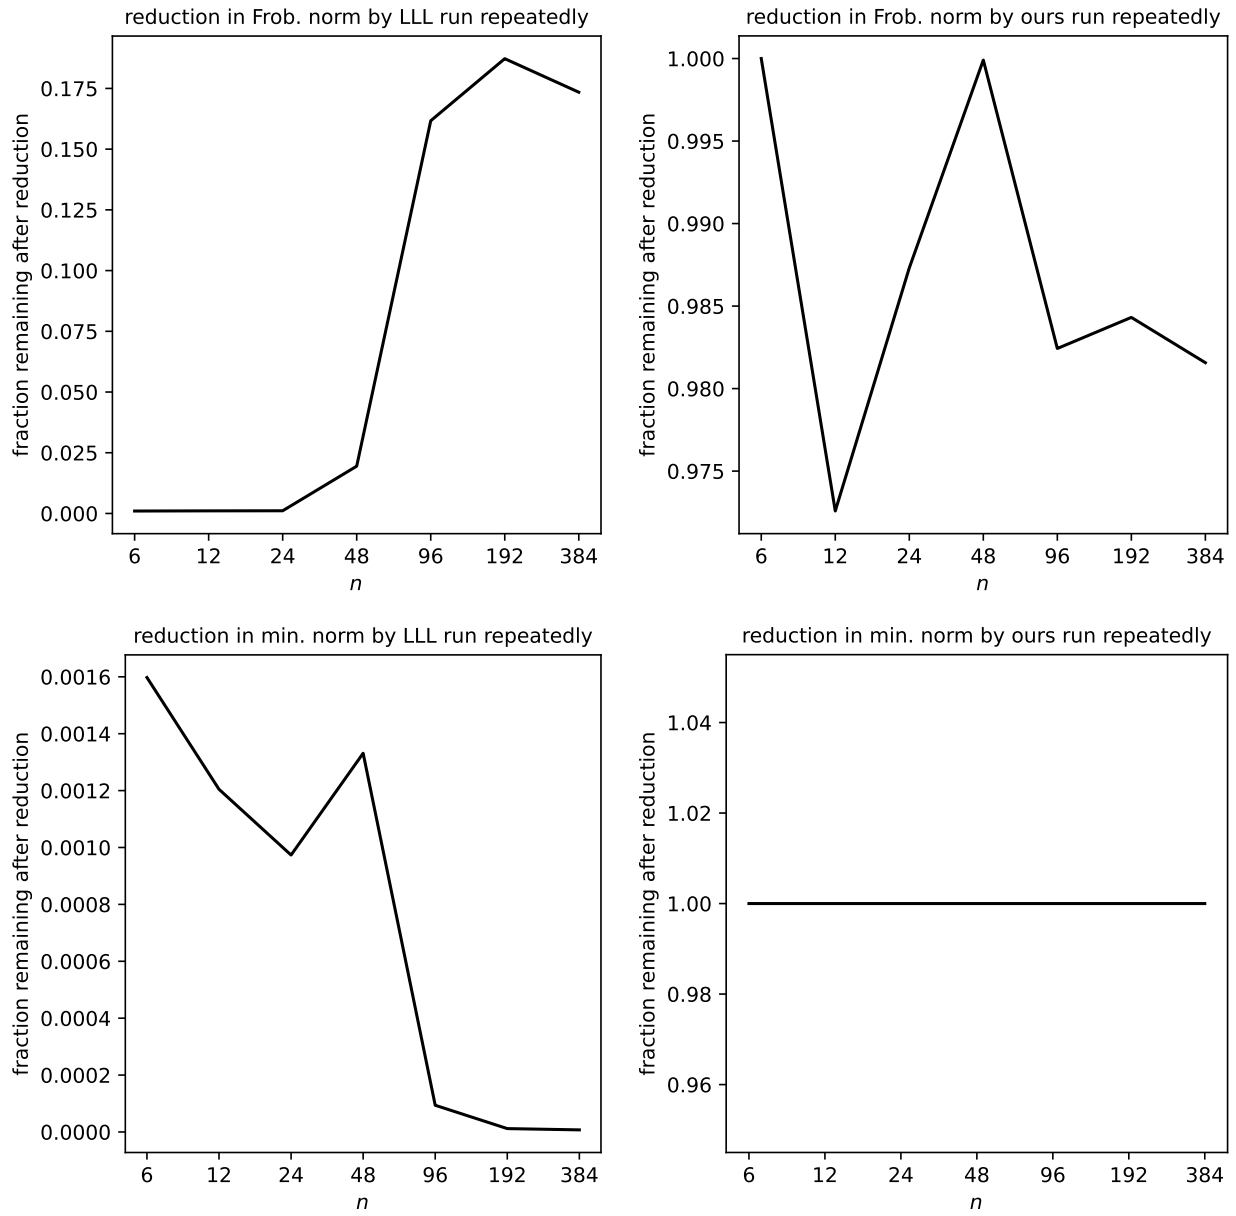 reduction in Frob. norm by LLL run repeatedly
fraction remaining after reduction
0.175
0.150
0.125
0.100
0.075
0.050
0.025
0.000
6 12 24 48 96 192 384
n
reduction in Frob. norm by ours run repeatedly
fraction remaining after reduction
1.000
0.995
0.990
0.985
0.980
0.975
6 12 24 48 96 192 384
n
reduction in min. norm by LLL run repeatedly
fraction remaining after reduction
0.0016
0.0014
0.0012
0.0010
0.0008
0.0006
0.0004
0.0002
0.0000
6 12 24 48 96 192 384
n
reduction in min. norm by ours run repeatedly
fraction remaining after reduction
1.04
1.02
1.00
0.98
0.96
6 12 24 48 96 192 384
n